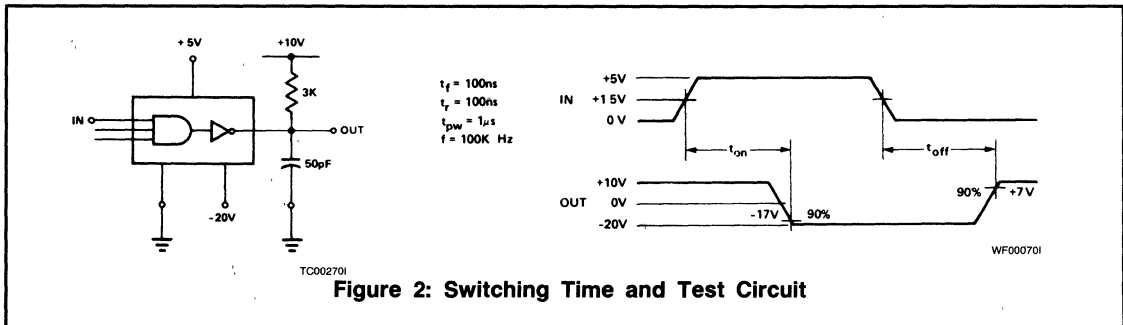 +5V
+10V
3K
IN
OUT
50pF
-20V
TC00270I
tf = 100ns
tr = 100ns
tpw = 1μs
f = 100K Hz
+5V
IN +1 5V
0 V
ton
toff
+10V
OUT 0V
-20V
-17V 90%
90% +7V
WF00070I
Figure 2: Switching Time and Test Circuit